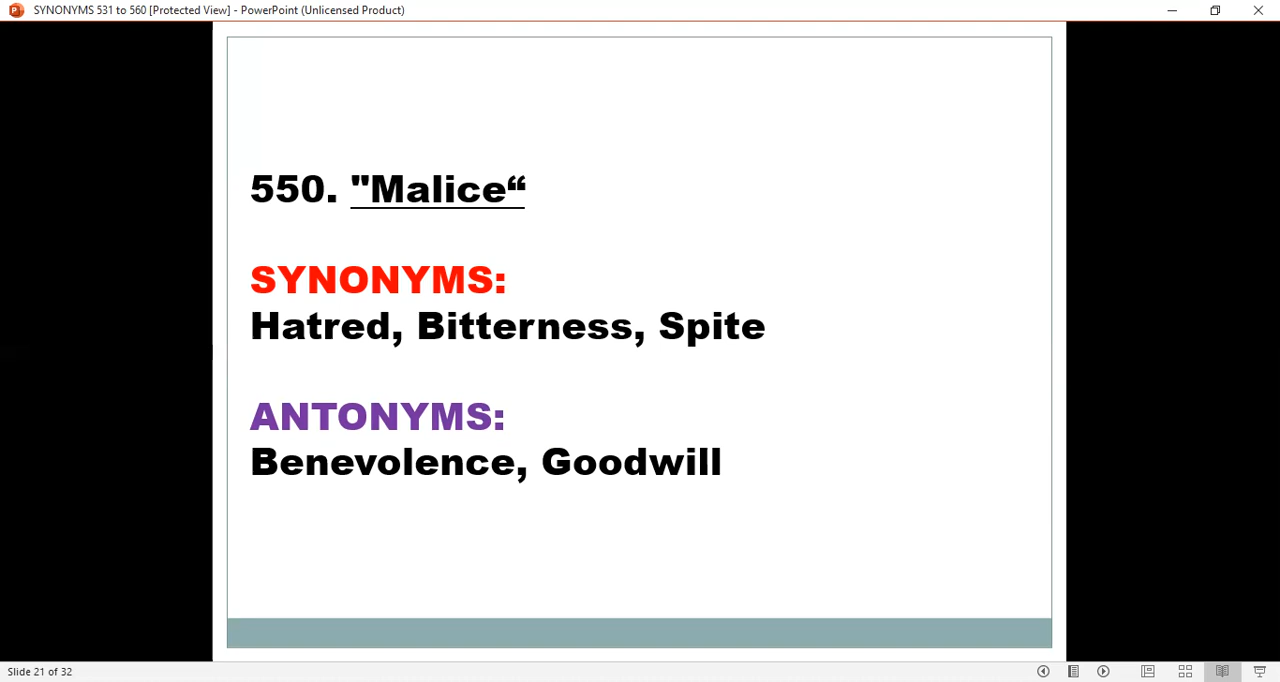 SYNONYMS 531 to 560 [Protected View] - PowerPoint (Unlicensed Product)
550. "Malice“
SYNONYMS:
Hatred, Bitterness, Spite
ANTONYMS:
Benevolence, Goodwill
Slide 21 of 32